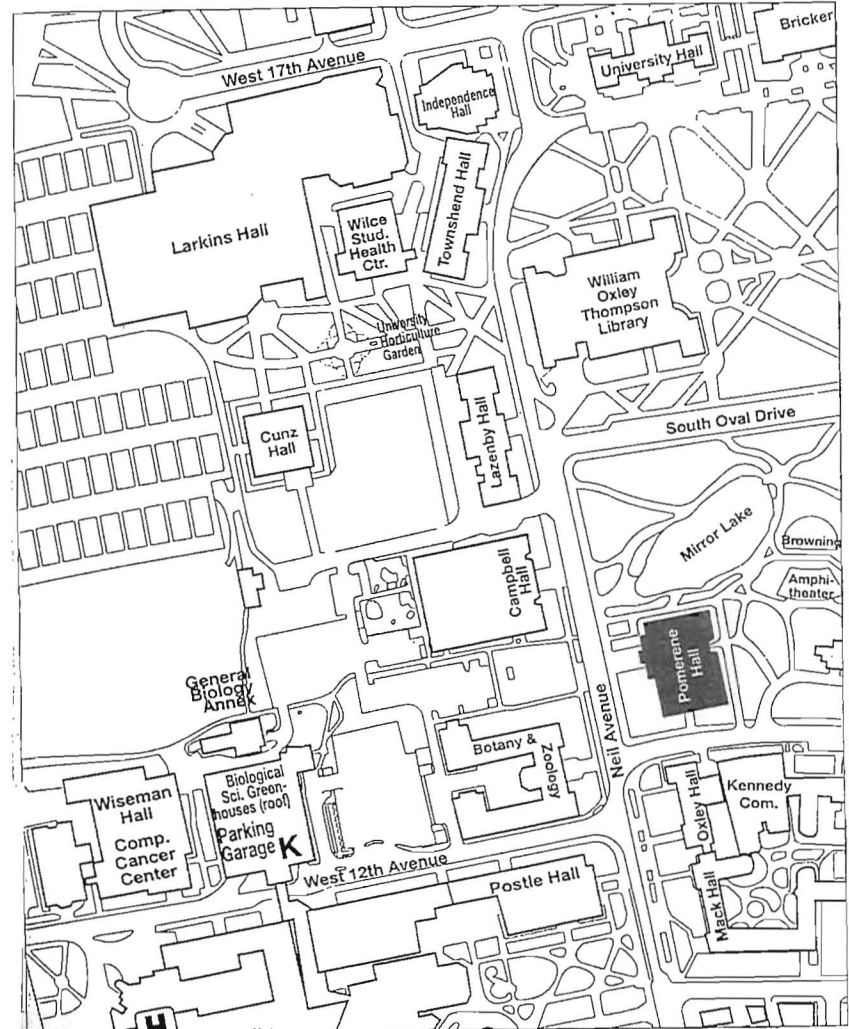 Bricker
University Hall
West 17th Avenue
Independence
Hall
Townshend Hall
Larkins Hall
Wilce
Stud.
Health
Ctr.
William
Oxley
Thompson
Library
University
Horticulture
Garden
South Oval Drive
Cunz
Hall
Lazenby Hall
Mirror Lake
Browning
Amphi-
theater
Campbell
Hall
Pomerene
Hall
General
Biology
Annex
Neil Avenue
Botany &
Zoology
Wiseman
Hall
Comp.
Cancer
Center
Biological
Sci. Green-
houses (roof)
Parking
Garage K
Oxley Hall
Kennedy
Com.
West 12th Avenue
Postle Hall
Mack Hall
H